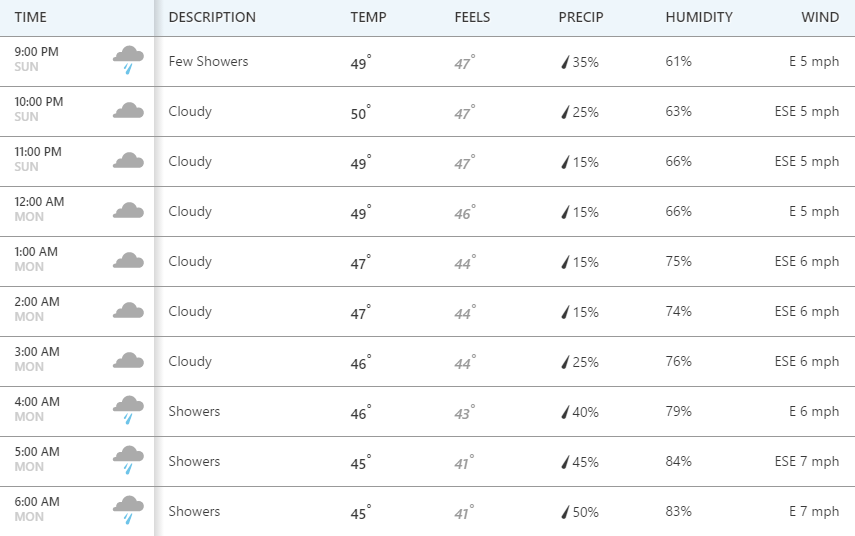 TIME DESCRIPTION TEMP FEELS PRECIP HUMIDITY WIND
9:00 PM
SUN
Few Showers 49° 47° 35% 61% E 5 mph
10:00 PM
SUN
Cloudy 50° 47° 25% 63% ESE 5 mph
11:00 PM
SUN
Cloudy 49° 47° 15% 66% ESE 5 mph
12:00 AM
MON
Cloudy 49° 46° 15% 66% E 5 mph
1:00 AM
MON
Cloudy 47° 44° 15% 75% ESE 6 mph
2:00 AM
MON
Cloudy 47° 44° 15% 74% ESE 6 mph
3:00 AM
MON
Cloudy 46° 44° 25% 76% ESE 6 mph
4:00 AM
MON
Showers 46° 43° 40% 79% E 6 mph
5:00 AM
MON
Showers 45° 41° 45% 84% ESE 7 mph
6:00 AM
MON
Showers 45° 41° 50% 83% E 7 mph